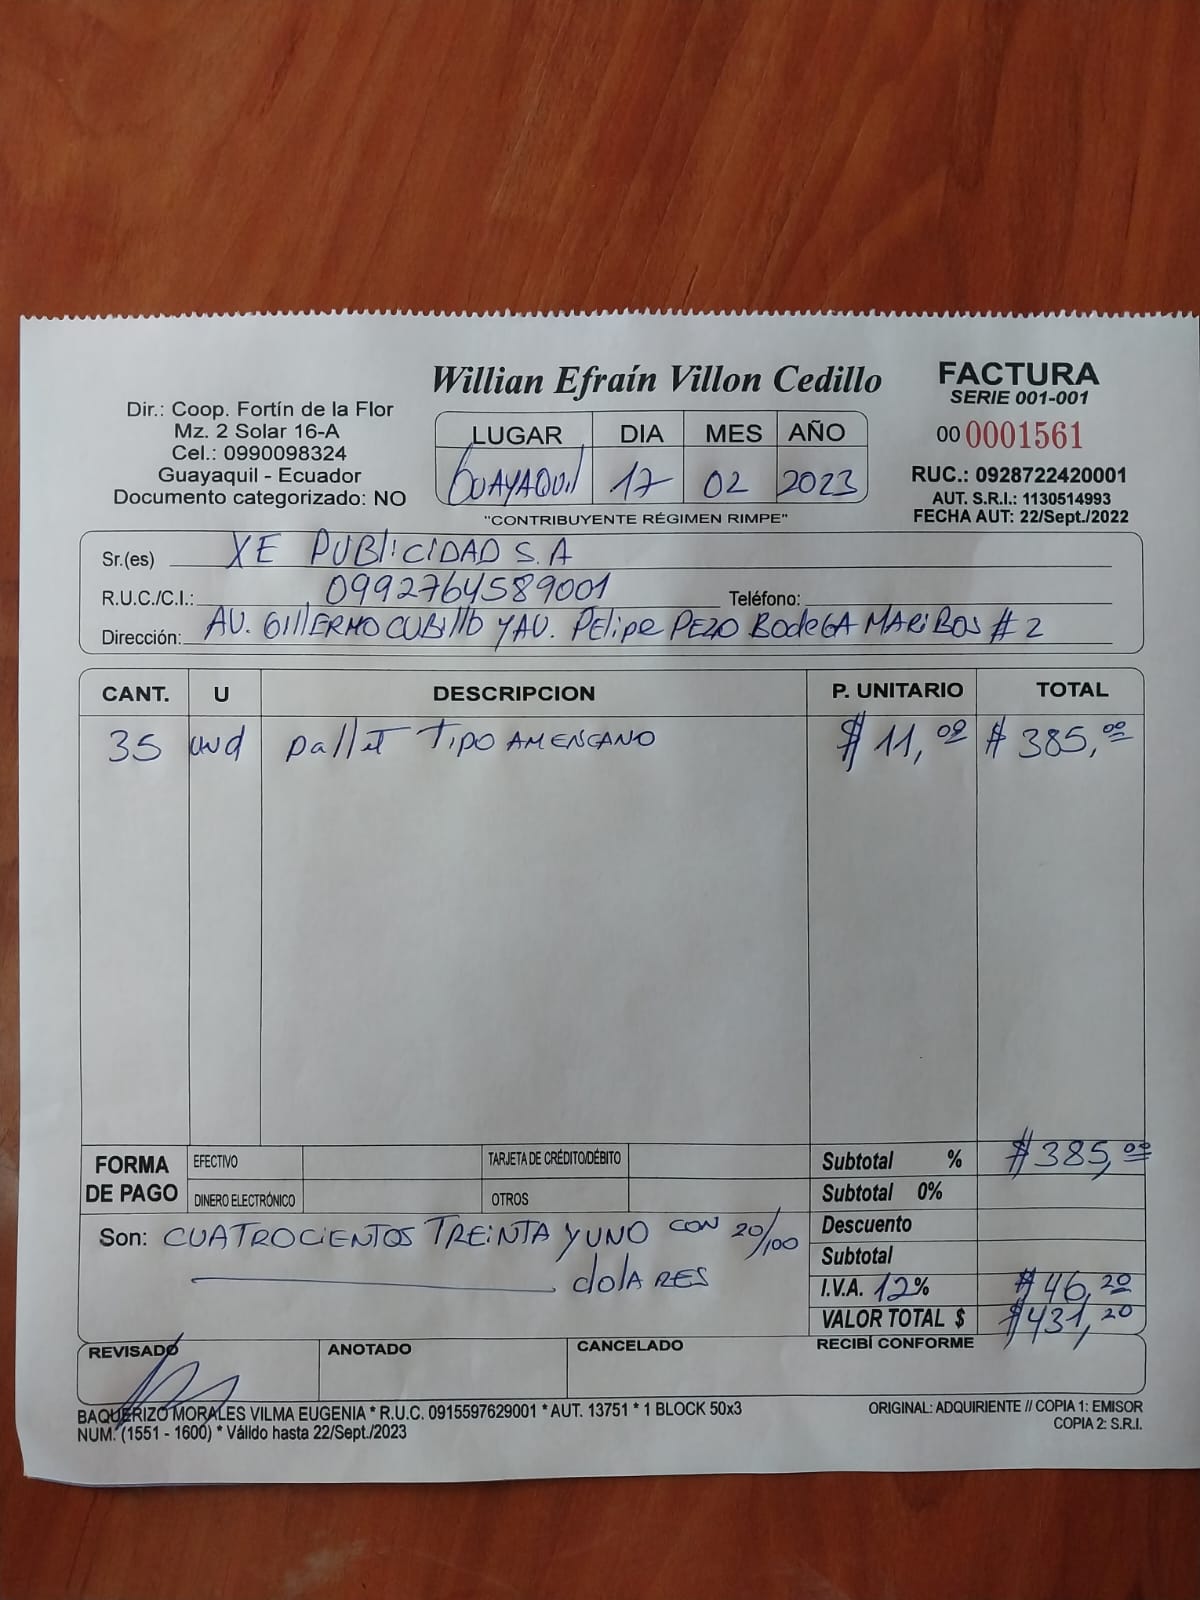 Willian Efraín Villon Cedillo
Dir.: Coop. Fortín de la Flor
Mz. 2 Solar 16-A
Cel.: 0990098324
Guayaquil - Ecuador
Documento categorizado: NO
LUGAR DIA MES AÑO
GUAYAQUIL 17 02 2023
"CONTRIBUYENTE RÉGIMEN RIMPE"
FACTURA
SERIE 001-001
00 0001561
RUC.: 0928722420001
AUT. S.R.I.: 1130514993
FECHA AUT: 22/Sept./2022
Sr.(es) XE PUBLICIDAD S.A
R.U.C./C.I.: 0992764589001 Teléfono:
Dirección: AV. GUILLERMO CUBILLO Y AV. FELIPE PEZO BODEGA MARIBOS # 2
CANT. U DESCRIPCION P. UNITARIO TOTAL
35 und pallet TIPO AMERICANO $ 11,00 $ 385,00
FORMA DE PAGO
EFECTIVO TARJETA DE CRÉDITO/DÉBITO
DINERO ELECTRÓNICO OTROS
Subtotal % $385,00
Subtotal 0%
Descuento
Subtotal
I.V.A. 12% $46,20
VALOR TOTAL $ $431,20
Son: CUATROCIENTOS TREINTA Y UNO CON 20/100
dolARES
REVISADO ANOTADO CANCELADO RECIBÍ CONFORME
BAQUERIZO MORALES VILMA EUGENIA * R.U.C. 0915597629001 * AUT. 13751 * 1 BLOCK 50x3
NUM. (1551 - 1600) * Válido hasta 22/Sept./2023
ORIGINAL: ADQUIRIENTE // COPIA 1: EMISOR
COPIA 2: S.R.I.